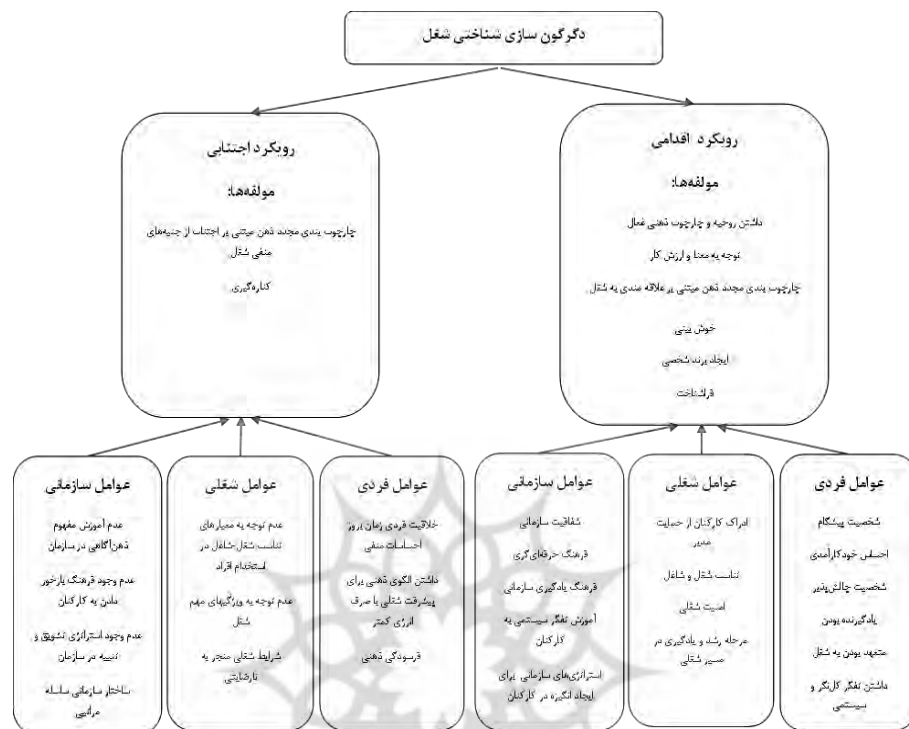 دگرگون سازی شناختی شغل
رویکرد اقدامی
مولفه‌ها:
داشتن روحیه و چارچوب ذهنی فعال
توجه به معنا و ارزش کار
چارچوب بندی مجدد ذهن مبتنی بر علاقه مندی به شغل
خوش بینی
ایجاد برند شخصی
فراشناخت
رویکرد اجتنابی
مولفه‌ها:
چارچوب بندی مجدد ذهن مبتنی بر اجتناب از جنبه‌های
منفی شغل
کناره‌گیری
عوامل فردی
شخصیت پیشگام
احساس خودکارآمدی
شخصیت چالش‌پذیر
یادگیرنده بودن
متعهد بودن به شغل
داشتن تفکر کل‌نگر و
سیستمی
عوامل شغلی
ادراک کارکنان از حمایت
مدیر
تناسب شغل و شاغل
امنیت شغلی
مرحله رشد و یادگیری در
مسیر شغلی
عوامل سازمانی
شفافیت سازمانی
فرهنگ حرفه‌ای‌گری
فرهنگ یادگیری سازمانی
آموزش تفکر سیستمی به
کارکنان
استراتژی‌های سازمانی برای
ایجاد انگیزه در کارکنان
عوامل فردی
خلاقیت فردی زمان بروز
احساسات منفی
داشتن الگوی ذهنی برای
پیشرفت شغلی با صرف
انرژی کمتر
فرسودگی ذهنی
عوامل شغلی
عدم توجه به معیارهای
تناسب شغل-شاغل در
استخدام افراد
عدم توجه به ویژگیهای مهم
شغل
شرایط شغلی منجر به
نارضایتی
عوامل سازمانی
عدم آموزش مفهوم
ذهن‌آگاهی در سازمان
عدم وجود فرهنگ بازخور
دادن به کارکنان
عدم وجود استراتژی تشویق و
تنبیه در سازمان
ساختار سازمانی سلسله
مراتبی